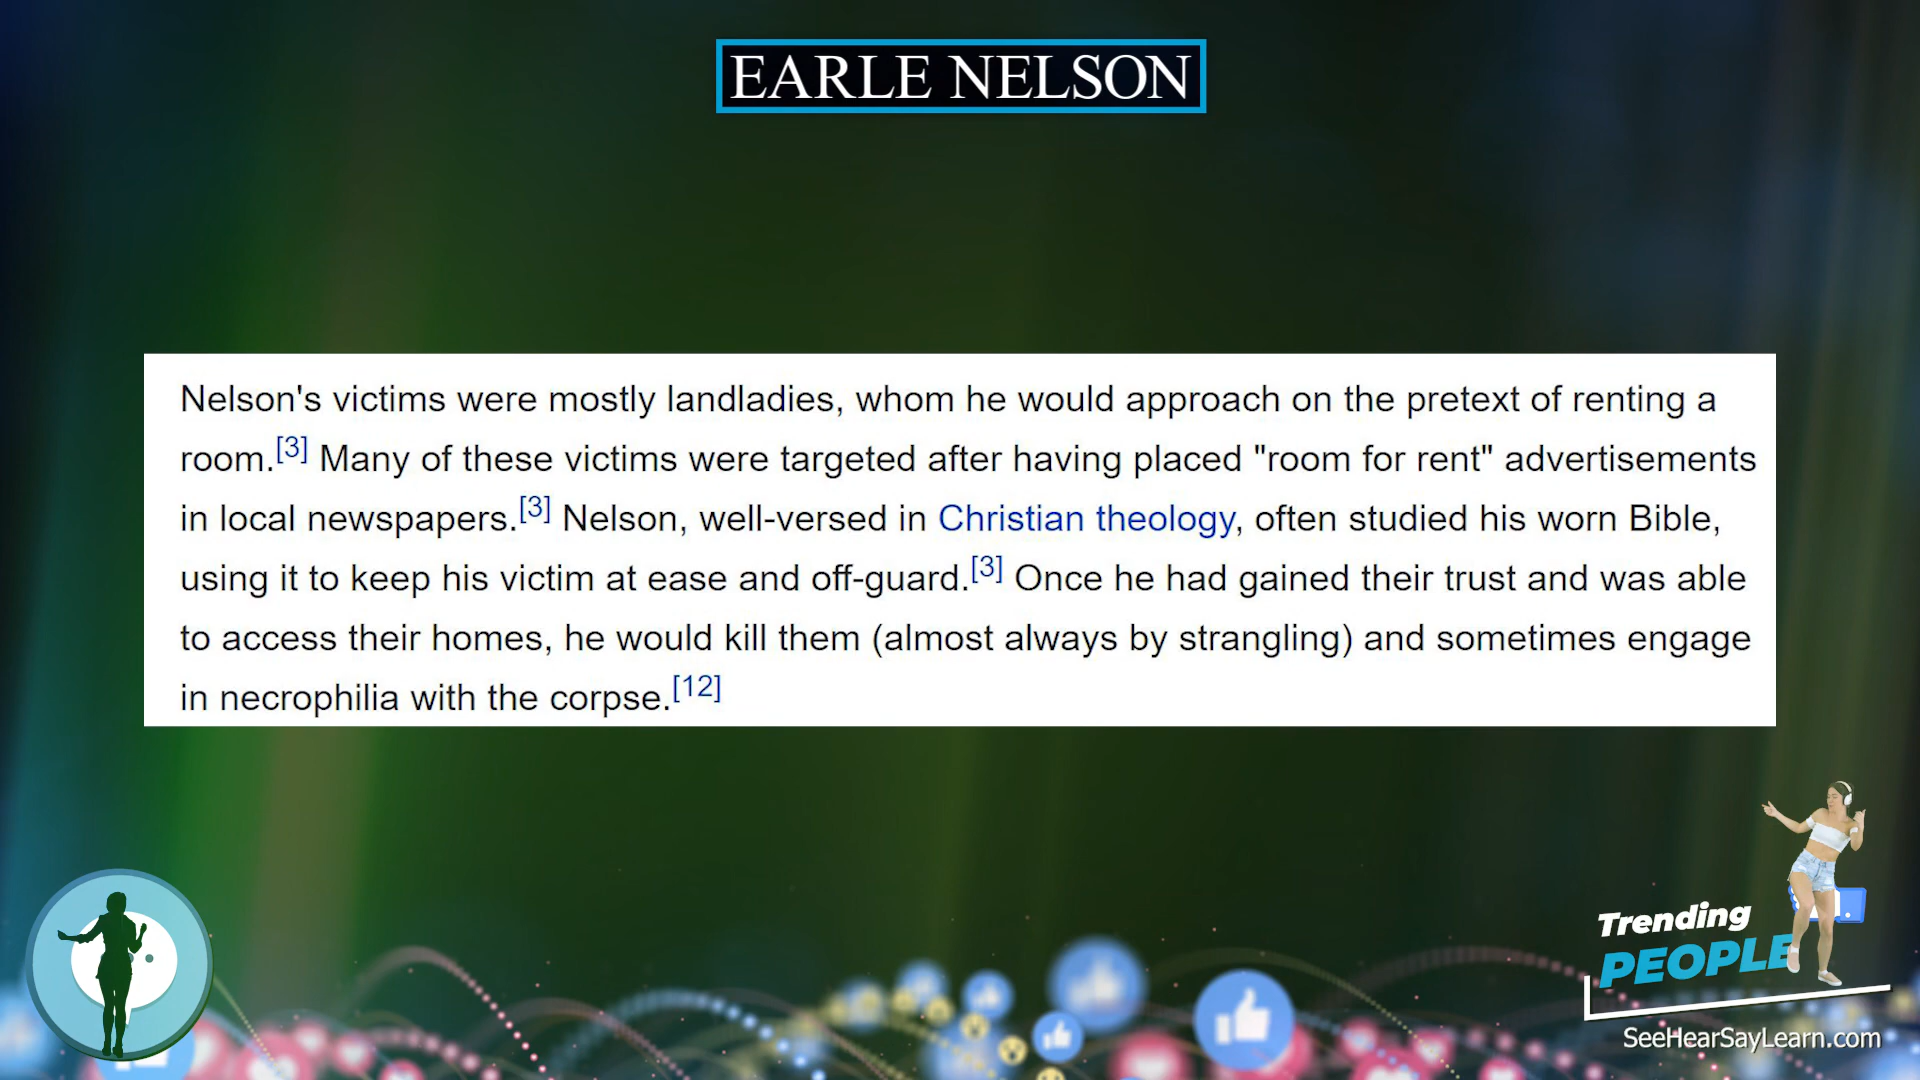 EARLE NELSON
Nelson's victims were mostly landladies, whom he would approach on the pretext of renting a
room.[3] Many of these victims were targeted after having placed "room for rent" advertisements
in local newspapers.[3] Nelson, well-versed in Christian theology, often studied his worn Bible,
using it to keep his victim at ease and off-guard.[3] Once he had gained their trust and was able
to access their homes, he would kill them (almost always by strangling) and sometimes engage
in necrophilia with the corpse.[12]
Trending
PEOPLE
SeeHearSayLearn.com